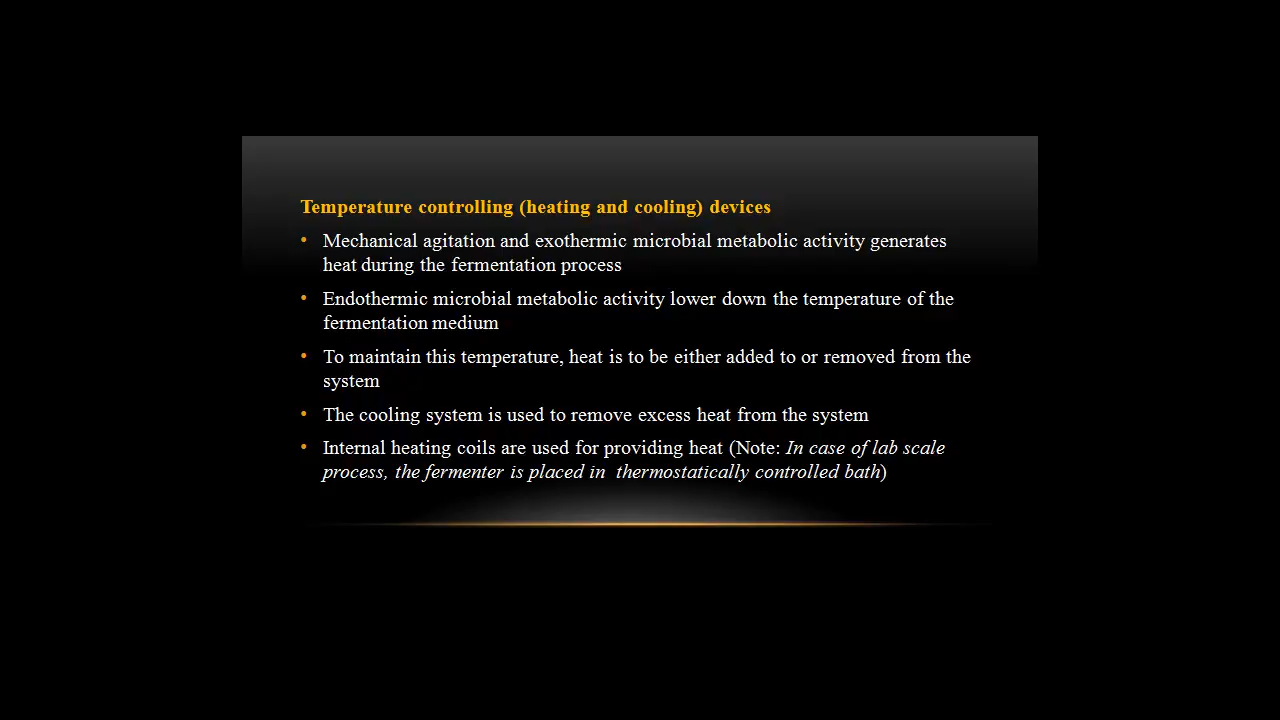 Temperature controlling (heating and cooling) devices
• Mechanical agitation and exothermic microbial metabolic activity generates
heat during the fermentation process
• Endothermic microbial metabolic activity lower down the temperature of the
fermentation medium
• To maintain this temperature, heat is to be either added to or removed from the
system
• The cooling system is used to remove excess heat from the system
• Internal heating coils are used for providing heat (Note: In case of lab scale
process, the fermenter is placed in  thermostatically controlled bath)